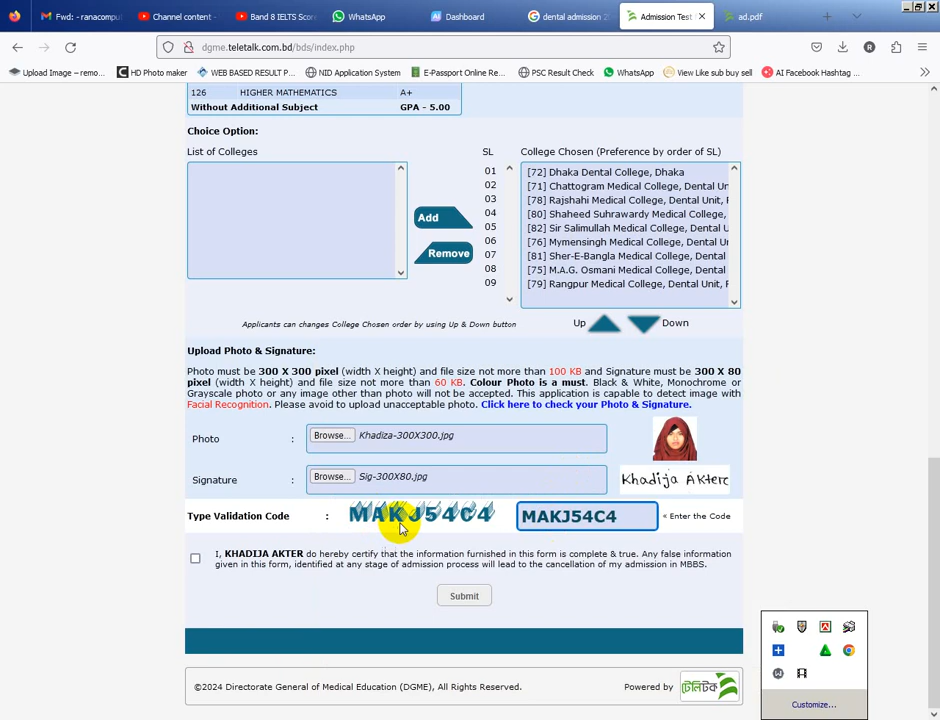 Fwd: - ranacompu
Channel content -
Band 8 IELTS Scor
WhatsApp
Dashboard
dental admission 20
Admission Test
ad.pdf
dgme.teletalk.com.bd/bds/index.php
Upload Image – remo...
HD Photo maker
WEB BASED RESULT P...
NID Application System
E-Passport Online Re...
PSC Result Check
WhatsApp
View Like sub buy sell
AI Facebook Hashtag ...
126 HIGHER MATHEMATICS A+
Without Additional Subject GPA - 5.00
Choice Option:
List of Colleges
SL
College Chosen (Preference by order of SL)
01 [72] Dhaka Dental College, Dhaka
02 [71] Chattogram Medical College, Dental Un
03 [78] Rajshahi Medical College, Dental Unit, F
04 [80] Shaheed Suhrawardy Medical College,
05 [82] Sir Salimullah Medical College, Dental U
06 [76] Mymensingh Medical College, Dental U
07 [81] Sher-E-Bangla Medical College, Dental
08 [75] M.A.G. Osmani Medical College, Dental
09 [79] Rangpur Medical College, Dental Unit, F
Add
Remove
Applicants can changes College Chosen order by using Up & Down button
Up
Down
Upload Photo & Signature:
Photo must be 300 X 300 pixel (width X height) and file size not more than 100 KB and Signature must be 300 X 80
pixel (width X height) and file size not more than 60 KB. Colour Photo is a must. Black & White, Monochrome or
Grayscale photo or any image other than photo will not be accepted. This application is capable to detect image with
Facial Recognition. Please avoid to upload unacceptable photo. Click here to check your Photo & Signature.
Photo : Browse... Khadiza-300X300.jpg
Signature : Browse... Sig-300X80.jpg
Khadija Aktere
Type Validation Code : MAKJ54C4 MAKJ54C4 « Enter the Code
I, KHADIJA AKTER do hereby certify that the information furnished in this form is complete & true. Any false information
given in this form, identified at any stage of admission process will lead to the cancellation of my admission in MBBS.
Submit
©2024 Directorate General of Medical Education (DGME), All Rights Reserved.
Powered by
টেলিটক
Customize...